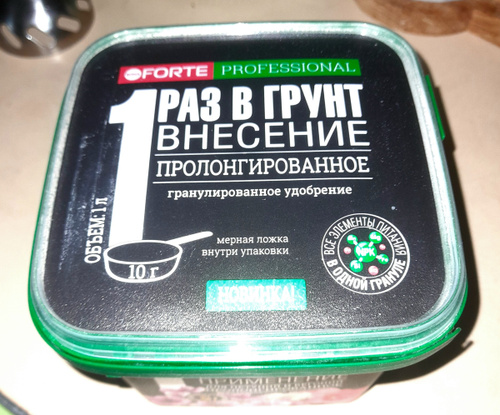 FORTE PROFESSIONAL
1 РАЗ В ГРУНТ
ВНЕСЕНИЕ
ПРОЛОНГИРОВАННОЕ
гранулированное удобрение
ОБЪЕМ: 1 л
мерная ложка
внутри упаковки
10 г
ВСЕ ЭЛЕМЕНТЫ ПИТАНИЯ
В ОДНОЙ ГРАНУЛЕ
NPK
НОВИНКА!
ПРИМЕНЕНИЕ